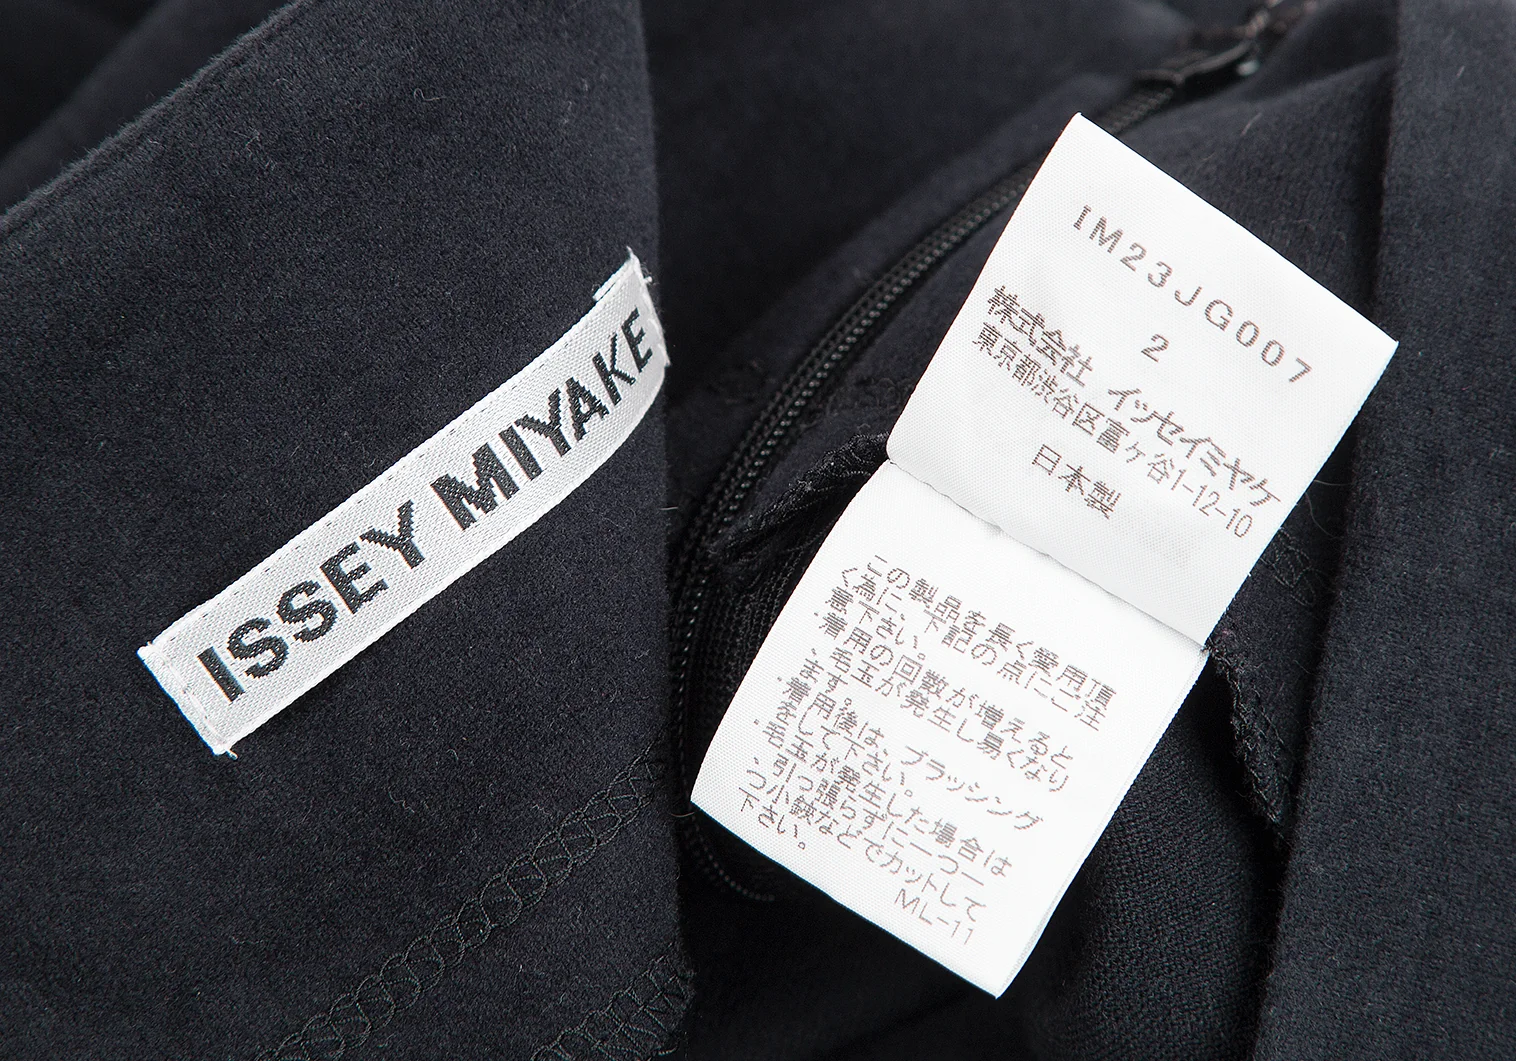 ISSEY MIYAKE
IM23JG007
2
株式会社 イッセイミヤケ
東京都渋谷区富ヶ谷1-12-10
日本製
この製品を長く愛用頂
く為に、下記の点にご注
意下さい。
・着用の回数が増えると
、毛玉が発生し易くなり
ます。
・着用後は、ブラッシング
をして下さい。
・毛玉が発生した場合は
、引っ張らずに一つ一
つ小鋏などでカットして
下さい。
ML-11